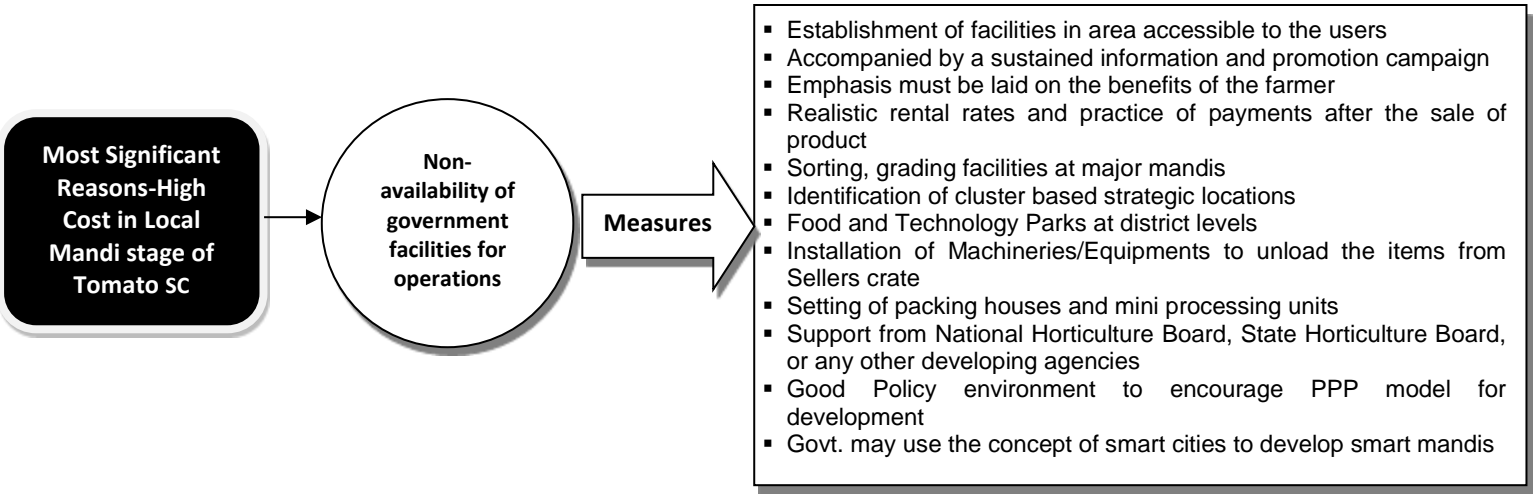 Most Significant
Reasons-High
Cost in Local
Mandi stage of
Tomato SC
Non-
availability of
government
facilities for
operations
Measures
▪ Establishment of facilities in area accessible to the users
▪ Accompanied by a sustained information and promotion campaign
▪ Emphasis must be laid on the benefits of the farmer
▪ Realistic rental rates and practice of payments after the sale of
product
▪ Sorting, grading facilities at major mandis
▪ Identification of cluster based strategic locations
▪ Food and Technology Parks at district levels
▪ Installation of Machineries/Equipments to unload the items from
Sellers crate
▪ Setting of packing houses and mini processing units
▪ Support from National Horticulture Board, State Horticulture Board,
or any other developing agencies
▪ Good Policy environment to encourage PPP model for
development
▪ Govt. may use the concept of smart cities to develop smart mandis